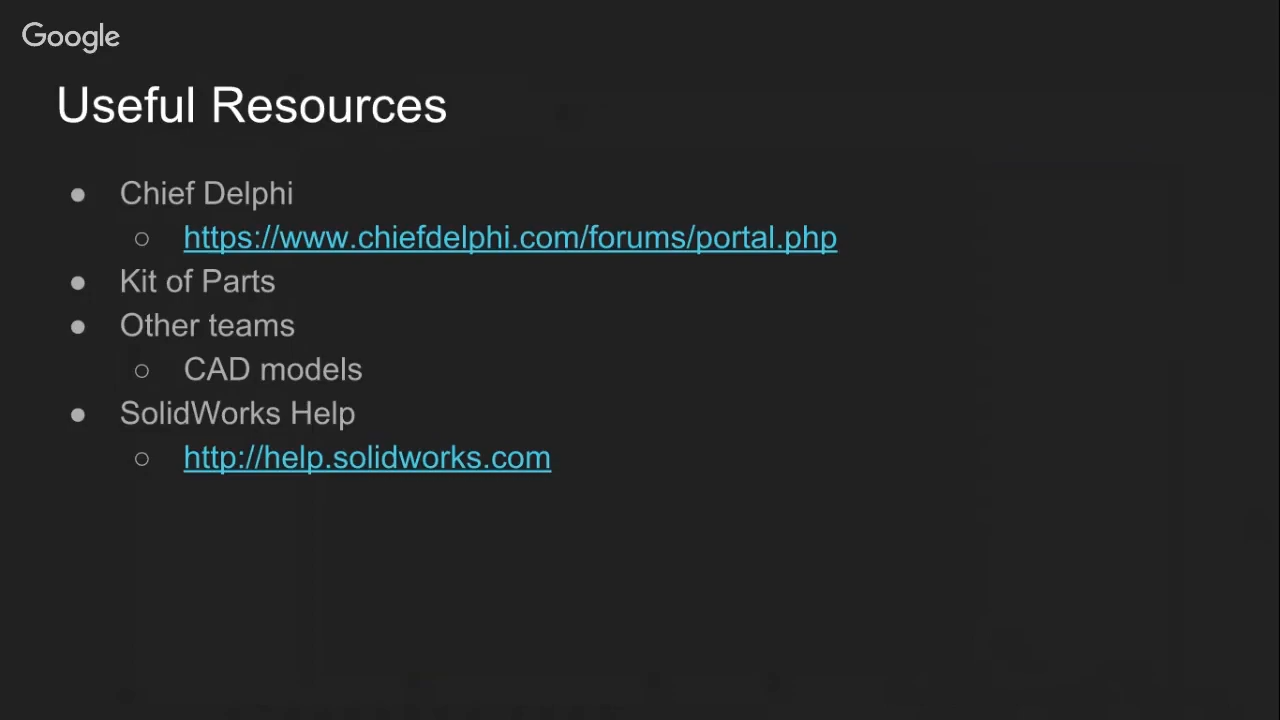 Google
Useful Resources
● Chief Delphi
○ https://www.chiefdelphi.com/forums/portal.php
● Kit of Parts
● Other teams
○ CAD models
● SolidWorks Help
○ http://help.solidworks.com